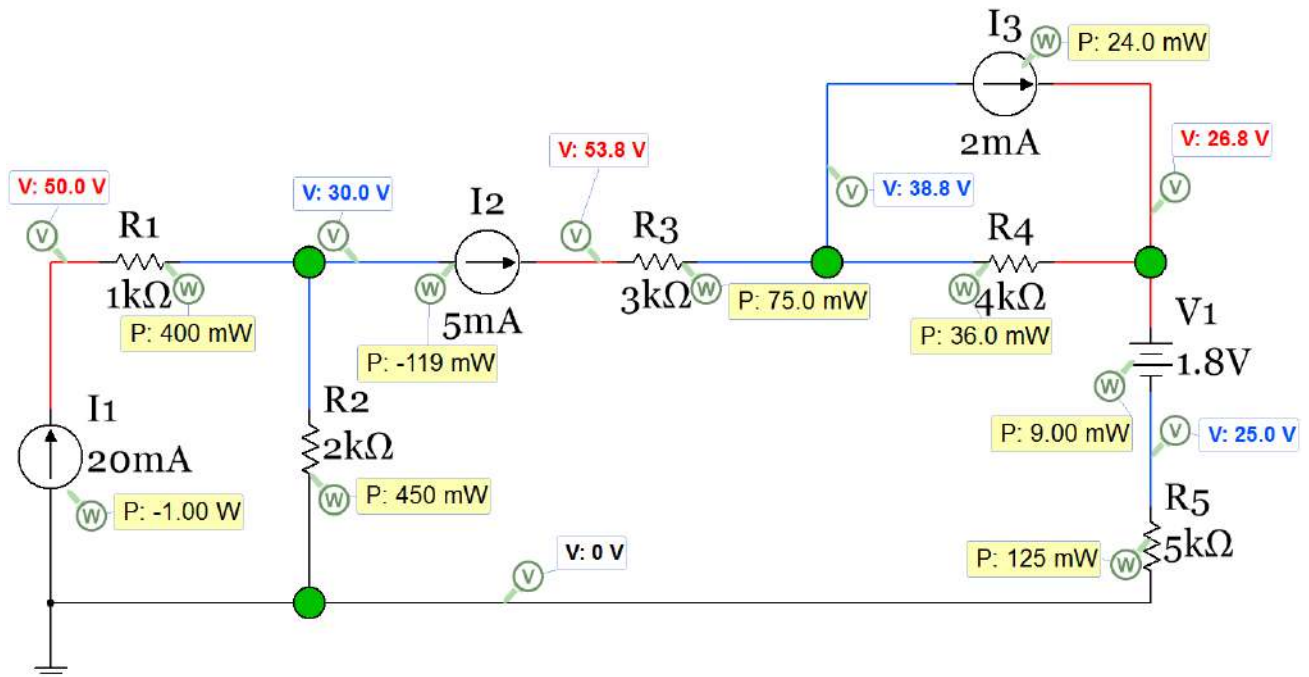 I3
W
P: 24.0 mW
2mA
V: 53.8 V
V: 26.8 V
V: 50.0 V
V: 30.0 V
V
V: 38.8 V
V
I2
V
V
V
R1
R3
R4
1kΩ
W
W
5mA
3kΩ
W
P: 75.0 mW
W
4kΩ
P: 400 mW
P: -119 mW
P: 36.0 mW
V1
1.8V
W
I1
R2
20mA
2kΩ
P: 9.00 mW
V
V: 25.0 V
W
P: -1.00 W
W
P: 450 mW
R5
5kΩ
V: 0 V
P: 125 mW
W
V